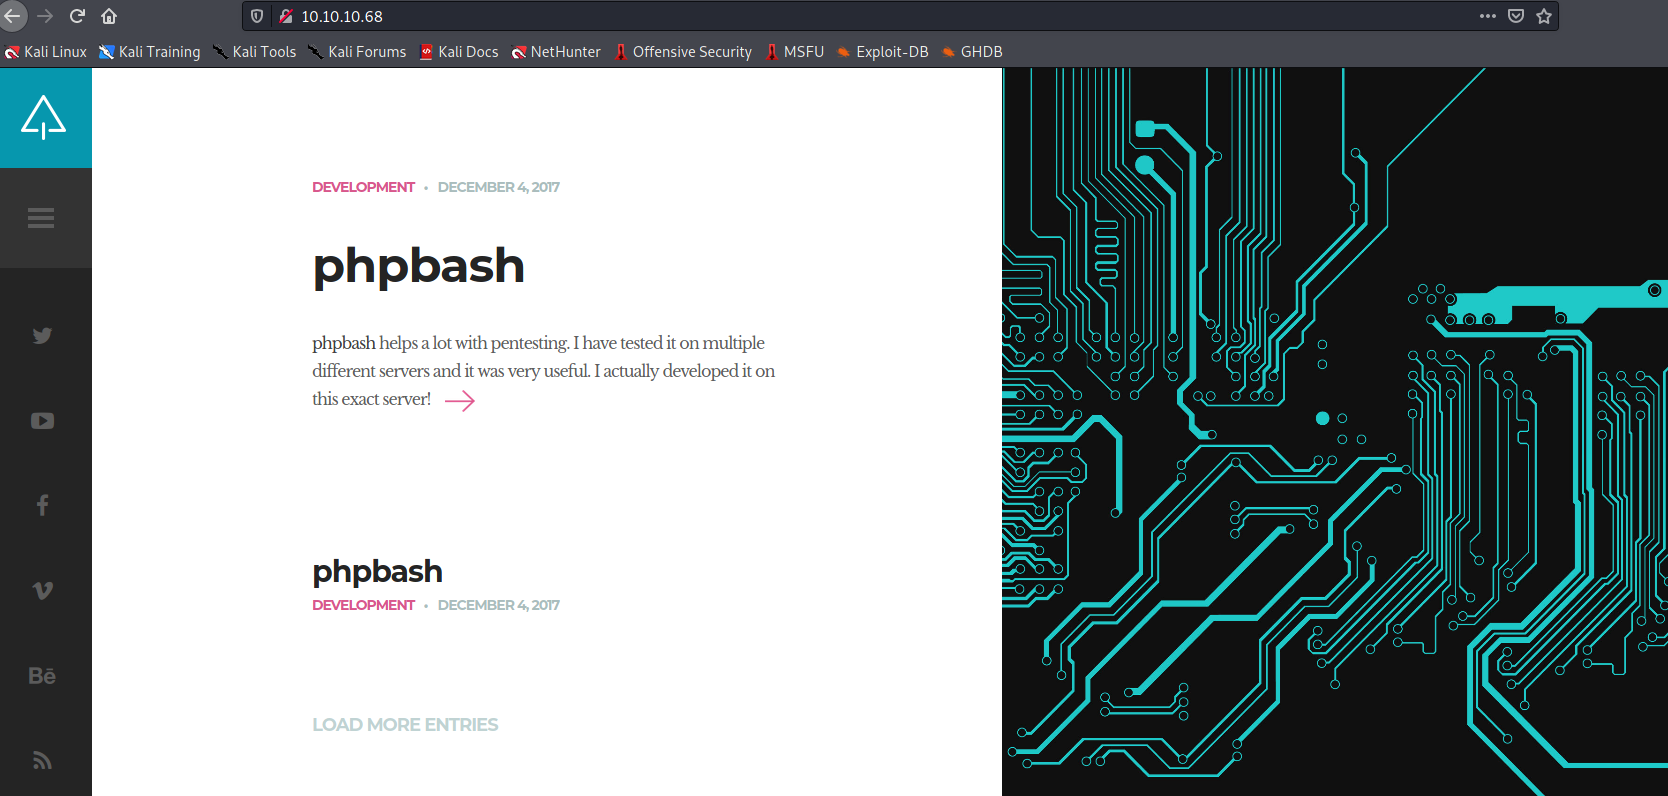 10.10.10.68
Kali Linux Kali Training Kali Tools Kali Forums Kali Docs NetHunter Offensive Security MSFU Exploit-DB GHDB
DEVELOPMENT • DECEMBER 4, 2017
phpbash
phpbash helps a lot with pentesting. I have tested it on multiple
different servers and it was very useful. I actually developed it on
this exact server!
phpbash
DEVELOPMENT • DECEMBER 4, 2017
Bē
LOAD MORE ENTRIES